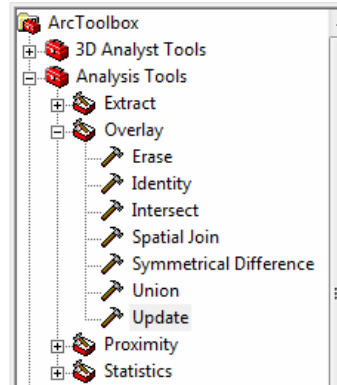 ArcToolbox
3D Analyst Tools
Analysis Tools
Extract
Overlay
Erase
Identity
Intersect
Spatial Join
Symmetrical Difference
Union
Update
Proximity
Statistics